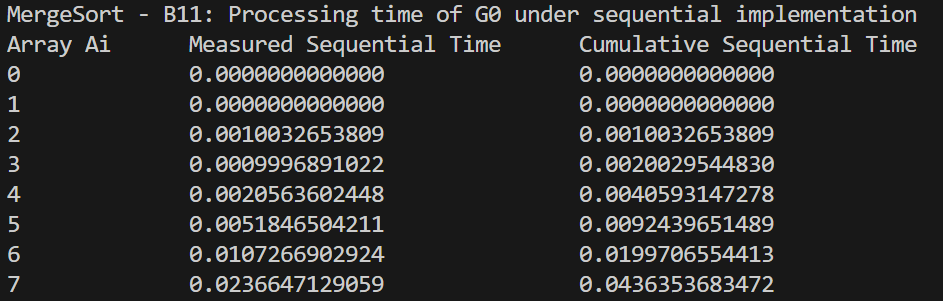 MergeSort - B11: Processing time of G0 under sequential implementation
Array Ai Measured Sequential Time Cumulative Sequential Time
0 0.0000000000000 0.0000000000000
1 0.0000000000000 0.0000000000000
2 0.0010032653809 0.0010032653809
3 0.0009996891022 0.0020029544830
4 0.0020563602448 0.0040593147278
5 0.0051846504211 0.0092439651489
6 0.0107266902924 0.0199706554413
7 0.0236647129059 0.0436353683472